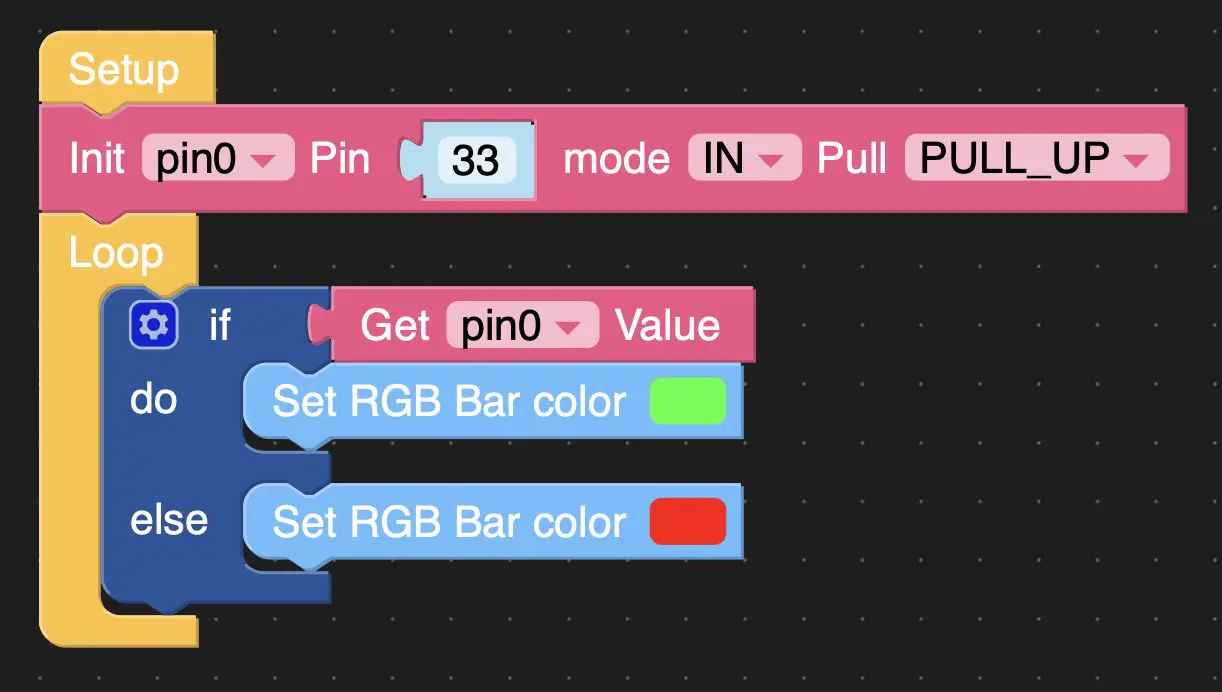 Setup
Init pin0 Pin 33 mode IN Pull PULL_UP
Loop
if Get pin0 Value
do Set RGB Bar color
else Set RGB Bar color